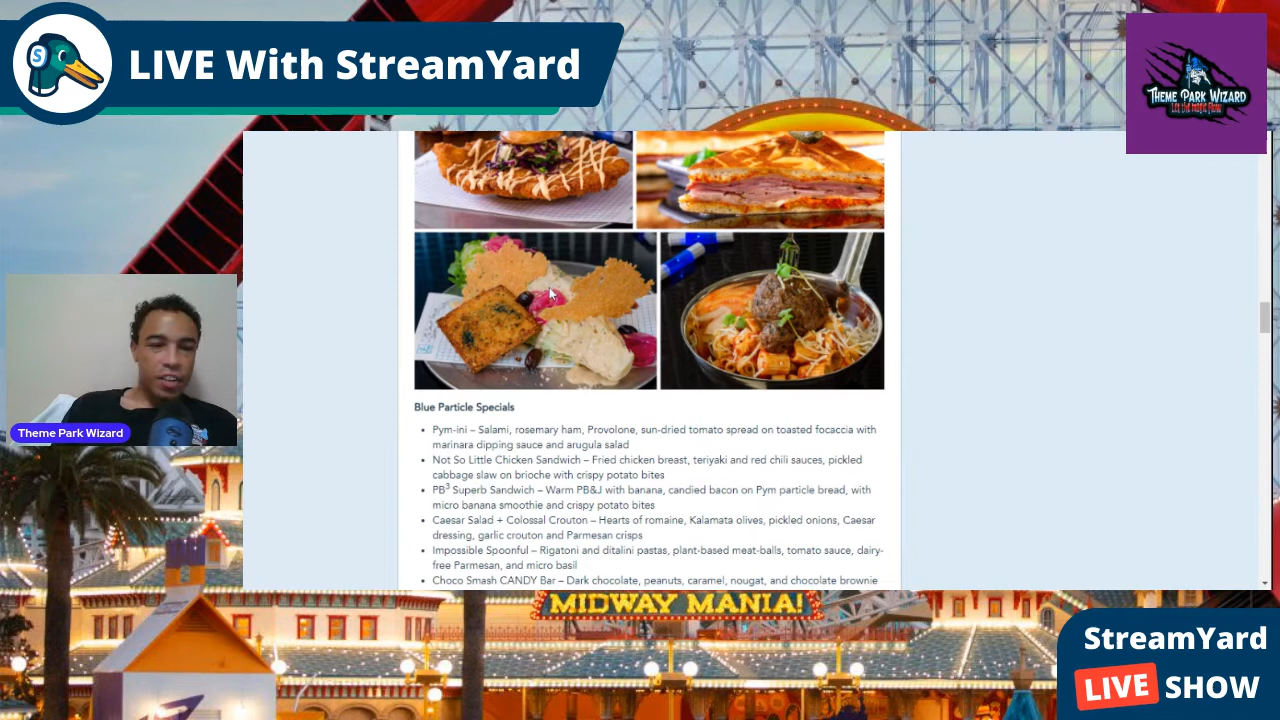 LIVE With StreamYard
S
THEME PARK WIZARD
Let the Magic Flow
Theme Park Wizard
Blue Particle Specials
• Pym-ini – Salami, rosemary ham, Provolone, sun-dried tomato spread on toasted focaccia with
marinara dipping sauce and arugula salad
• Not So Little Chicken Sandwich – Fried chicken breast, teriyaki and red chili sauces, pickled
cabbage slaw on brioche with crispy potato bites
• PB³ Superb Sandwich – Warm PB&J with banana, candied bacon on Pym particle bread, with
micro banana smoothie and crispy potato bites
• Caesar Salad + Colossal Crouton – Hearts of romaine, Kalamata olives, pickled onions, Caesar
dressing, garlic crouton and Parmesan crisps
• Impossible Spoonful – Rigatoni and ditalini pastas, plant-based meat-balls, tomato sauce, dairy-
free Parmesan, and micro basil
• Choco Smash CANDY Bar – Dark chocolate, peanuts, caramel, nougat, and chocolate brownie
MIDWAY MANIA!
StreamYard
LIVE SHOW